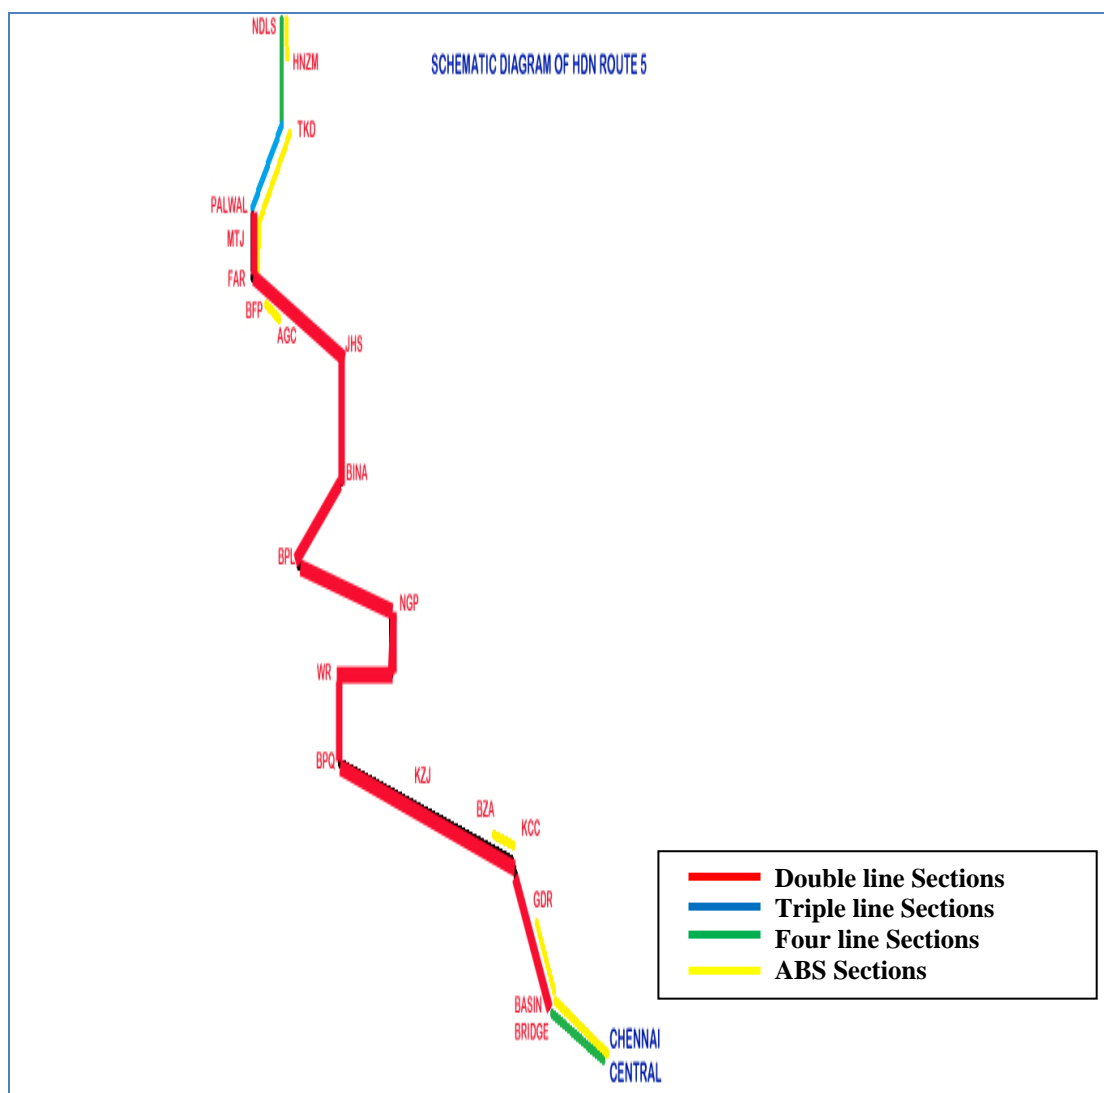 NDLS
SCHEMATIC DIAGRAM OF HDN ROUTE 5
HNZM
TKD
PALWAL
MTJ
FAR
BFP
AGC
JHS
BINA
BPL
NGP
WR
BPQ
KZJ
BZA
KCC
GDR
BASIN
BRIDGE
CHENNAI
CENTRAL
Double line Sections
Triple line Sections
Four line Sections
ABS Sections